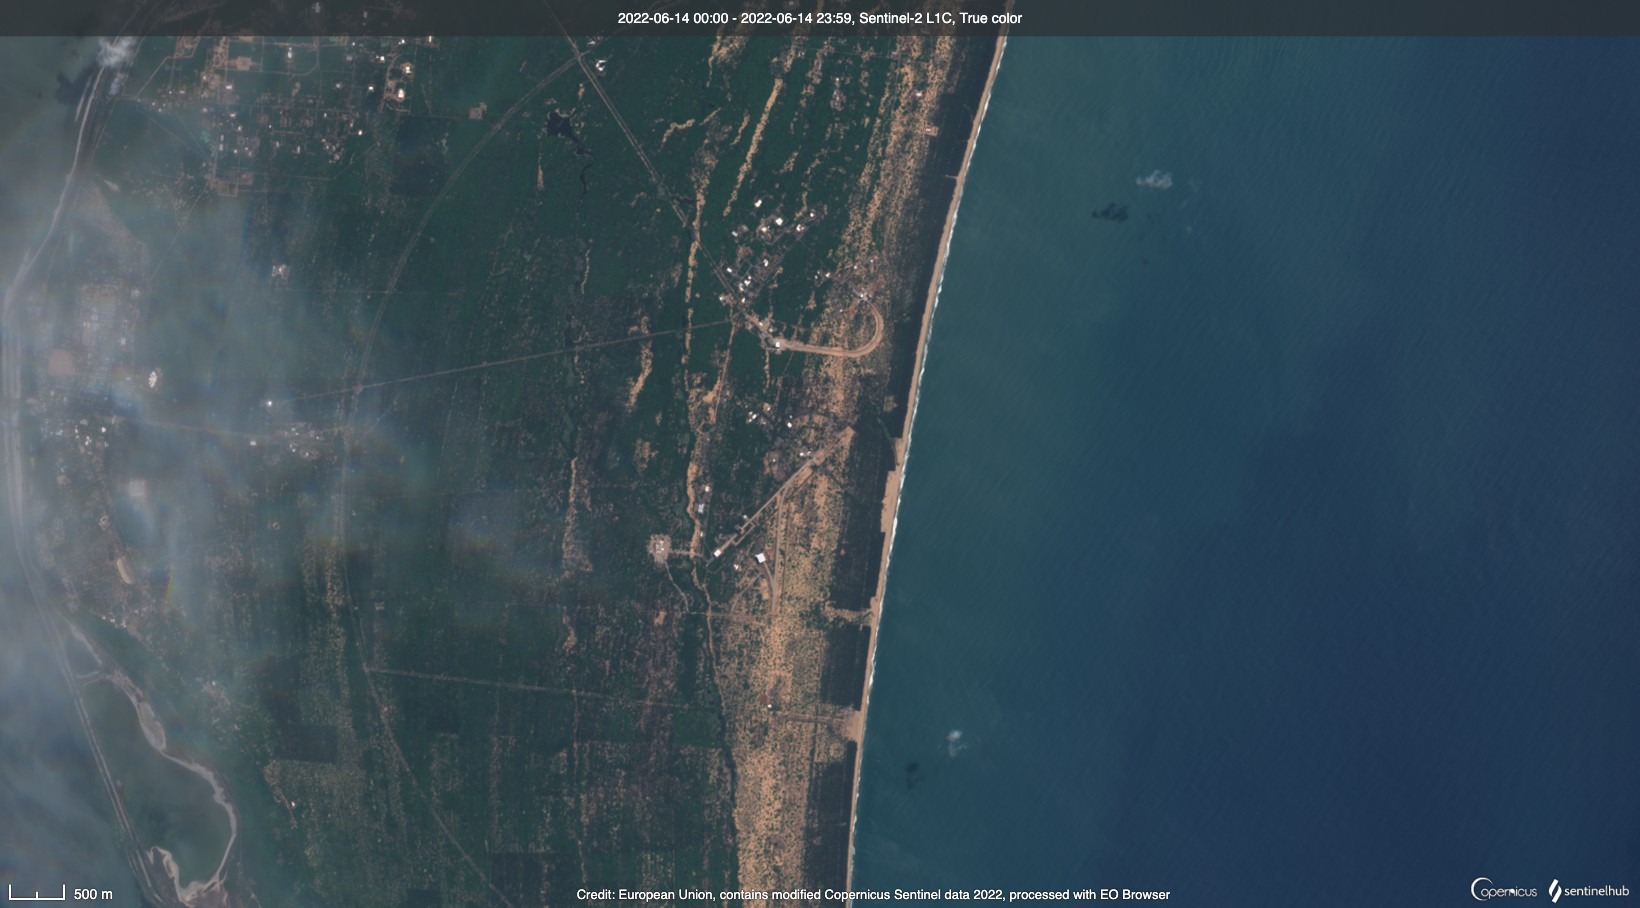 2022-06-14 00:00 - 2022-06-14 23:59, Sentinel-2 L1C, True color
500 m
Credit: European Union, contains modified Copernicus Sentinel data 2022, processed with EO Browser
opernicus
sentinelhub